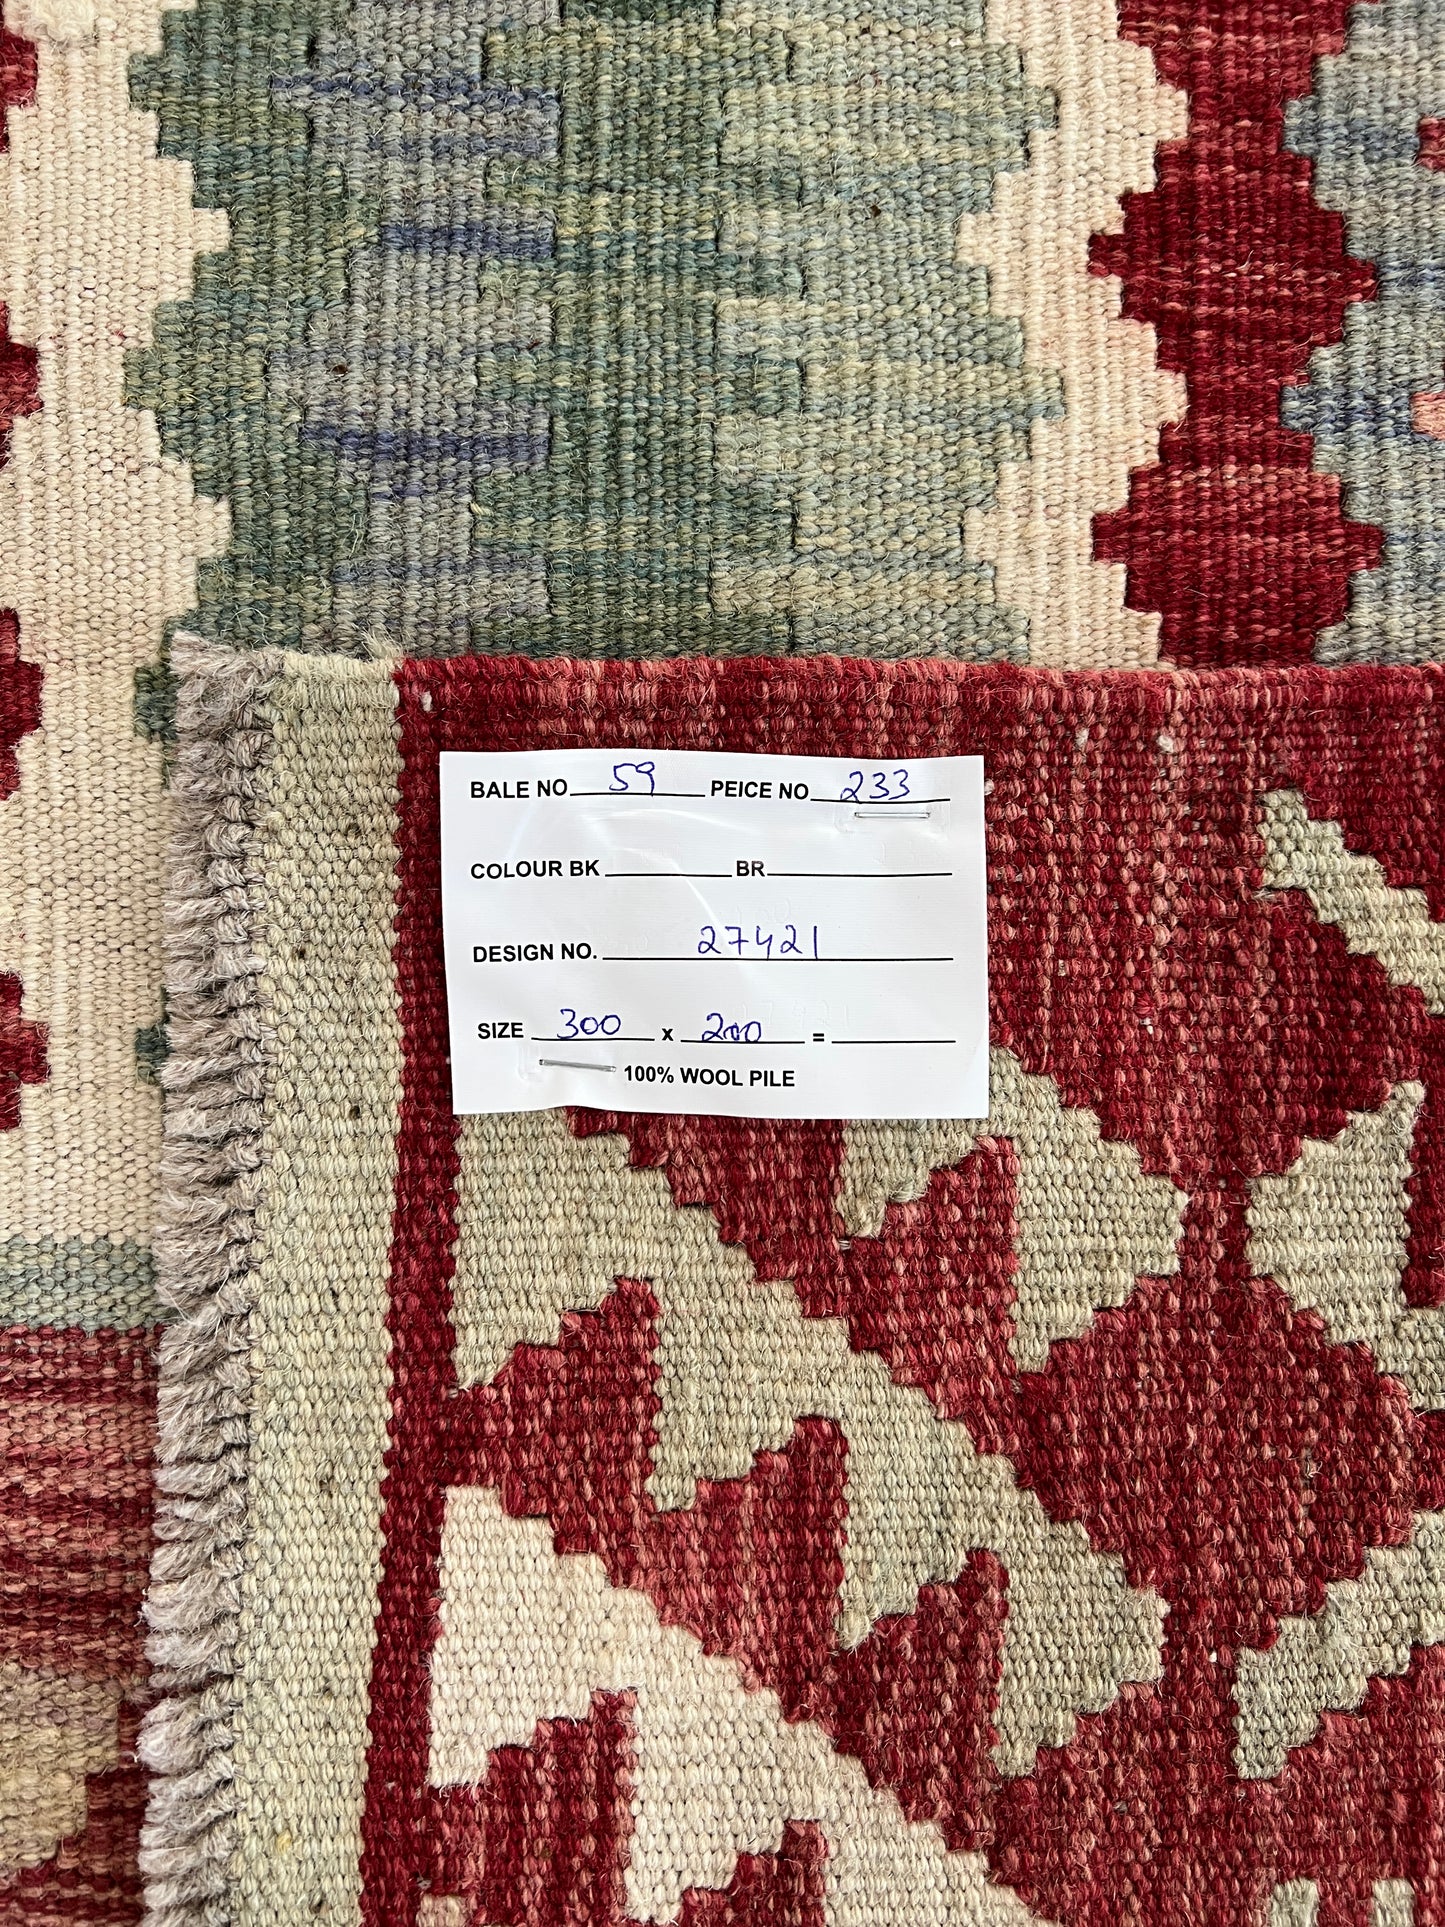 BALE NO 59 PEICE NO 233
COLOUR BK BR
DESIGN NO. 27421
SIZE 300 x 200 =
100% WOOL PILE